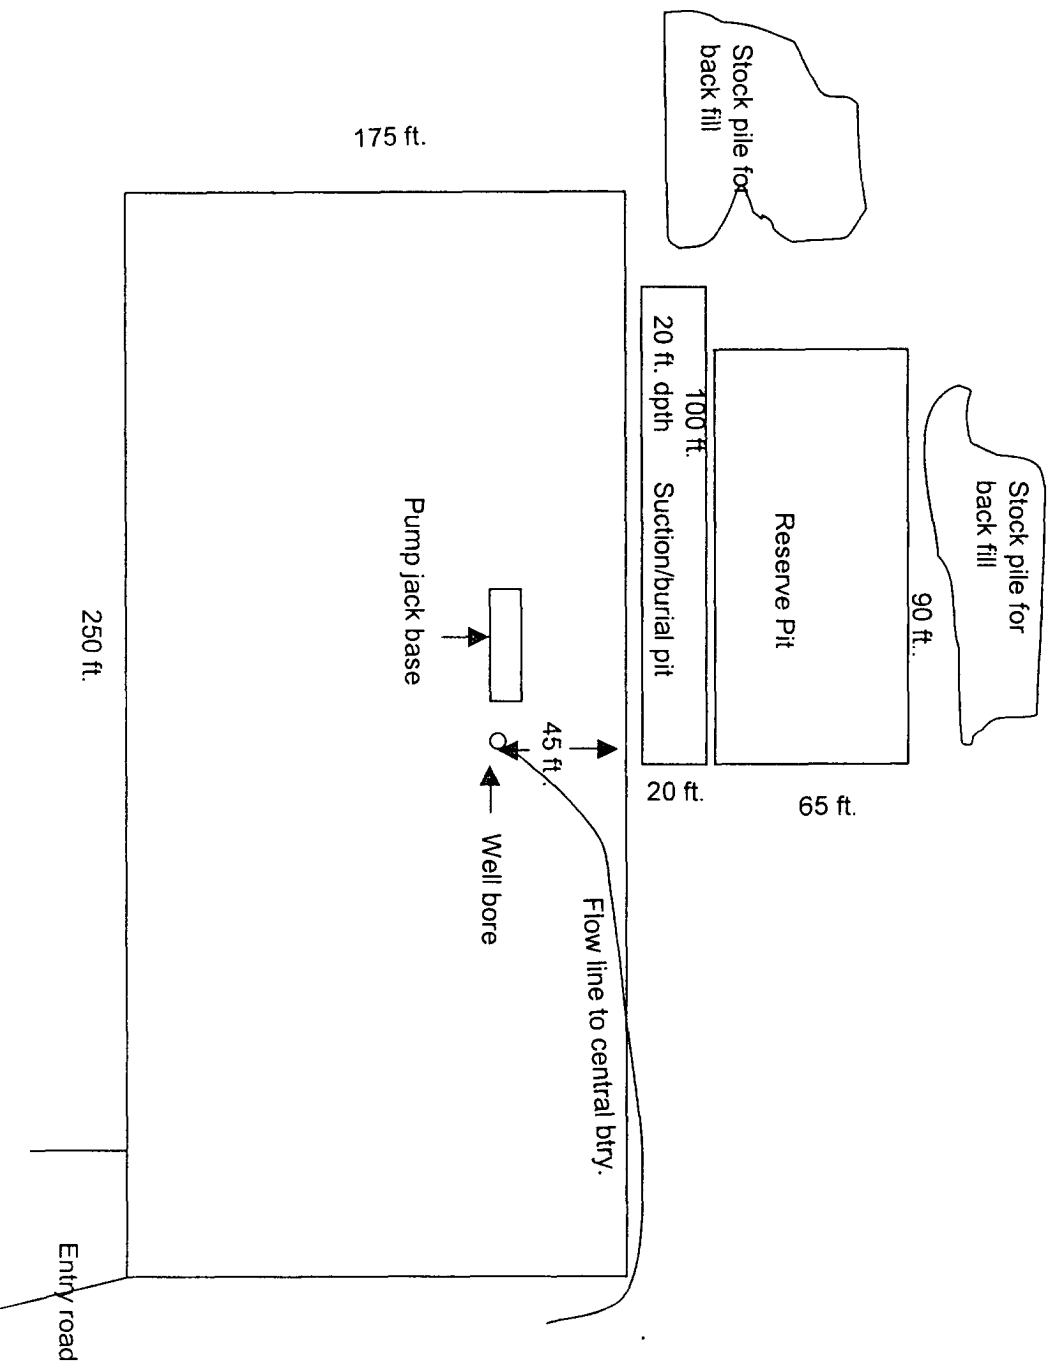 Stock pile for
back fill
175 ft.
Stock pile for
back fill
20 ft. dpth
Suction/burial pit
100 ft.
Reserve Pit
90 ft..
20 ft.
65 ft.
Pump jack base
45 ft.
Well bore
Flow line to central btry.
250 ft.
Entry road